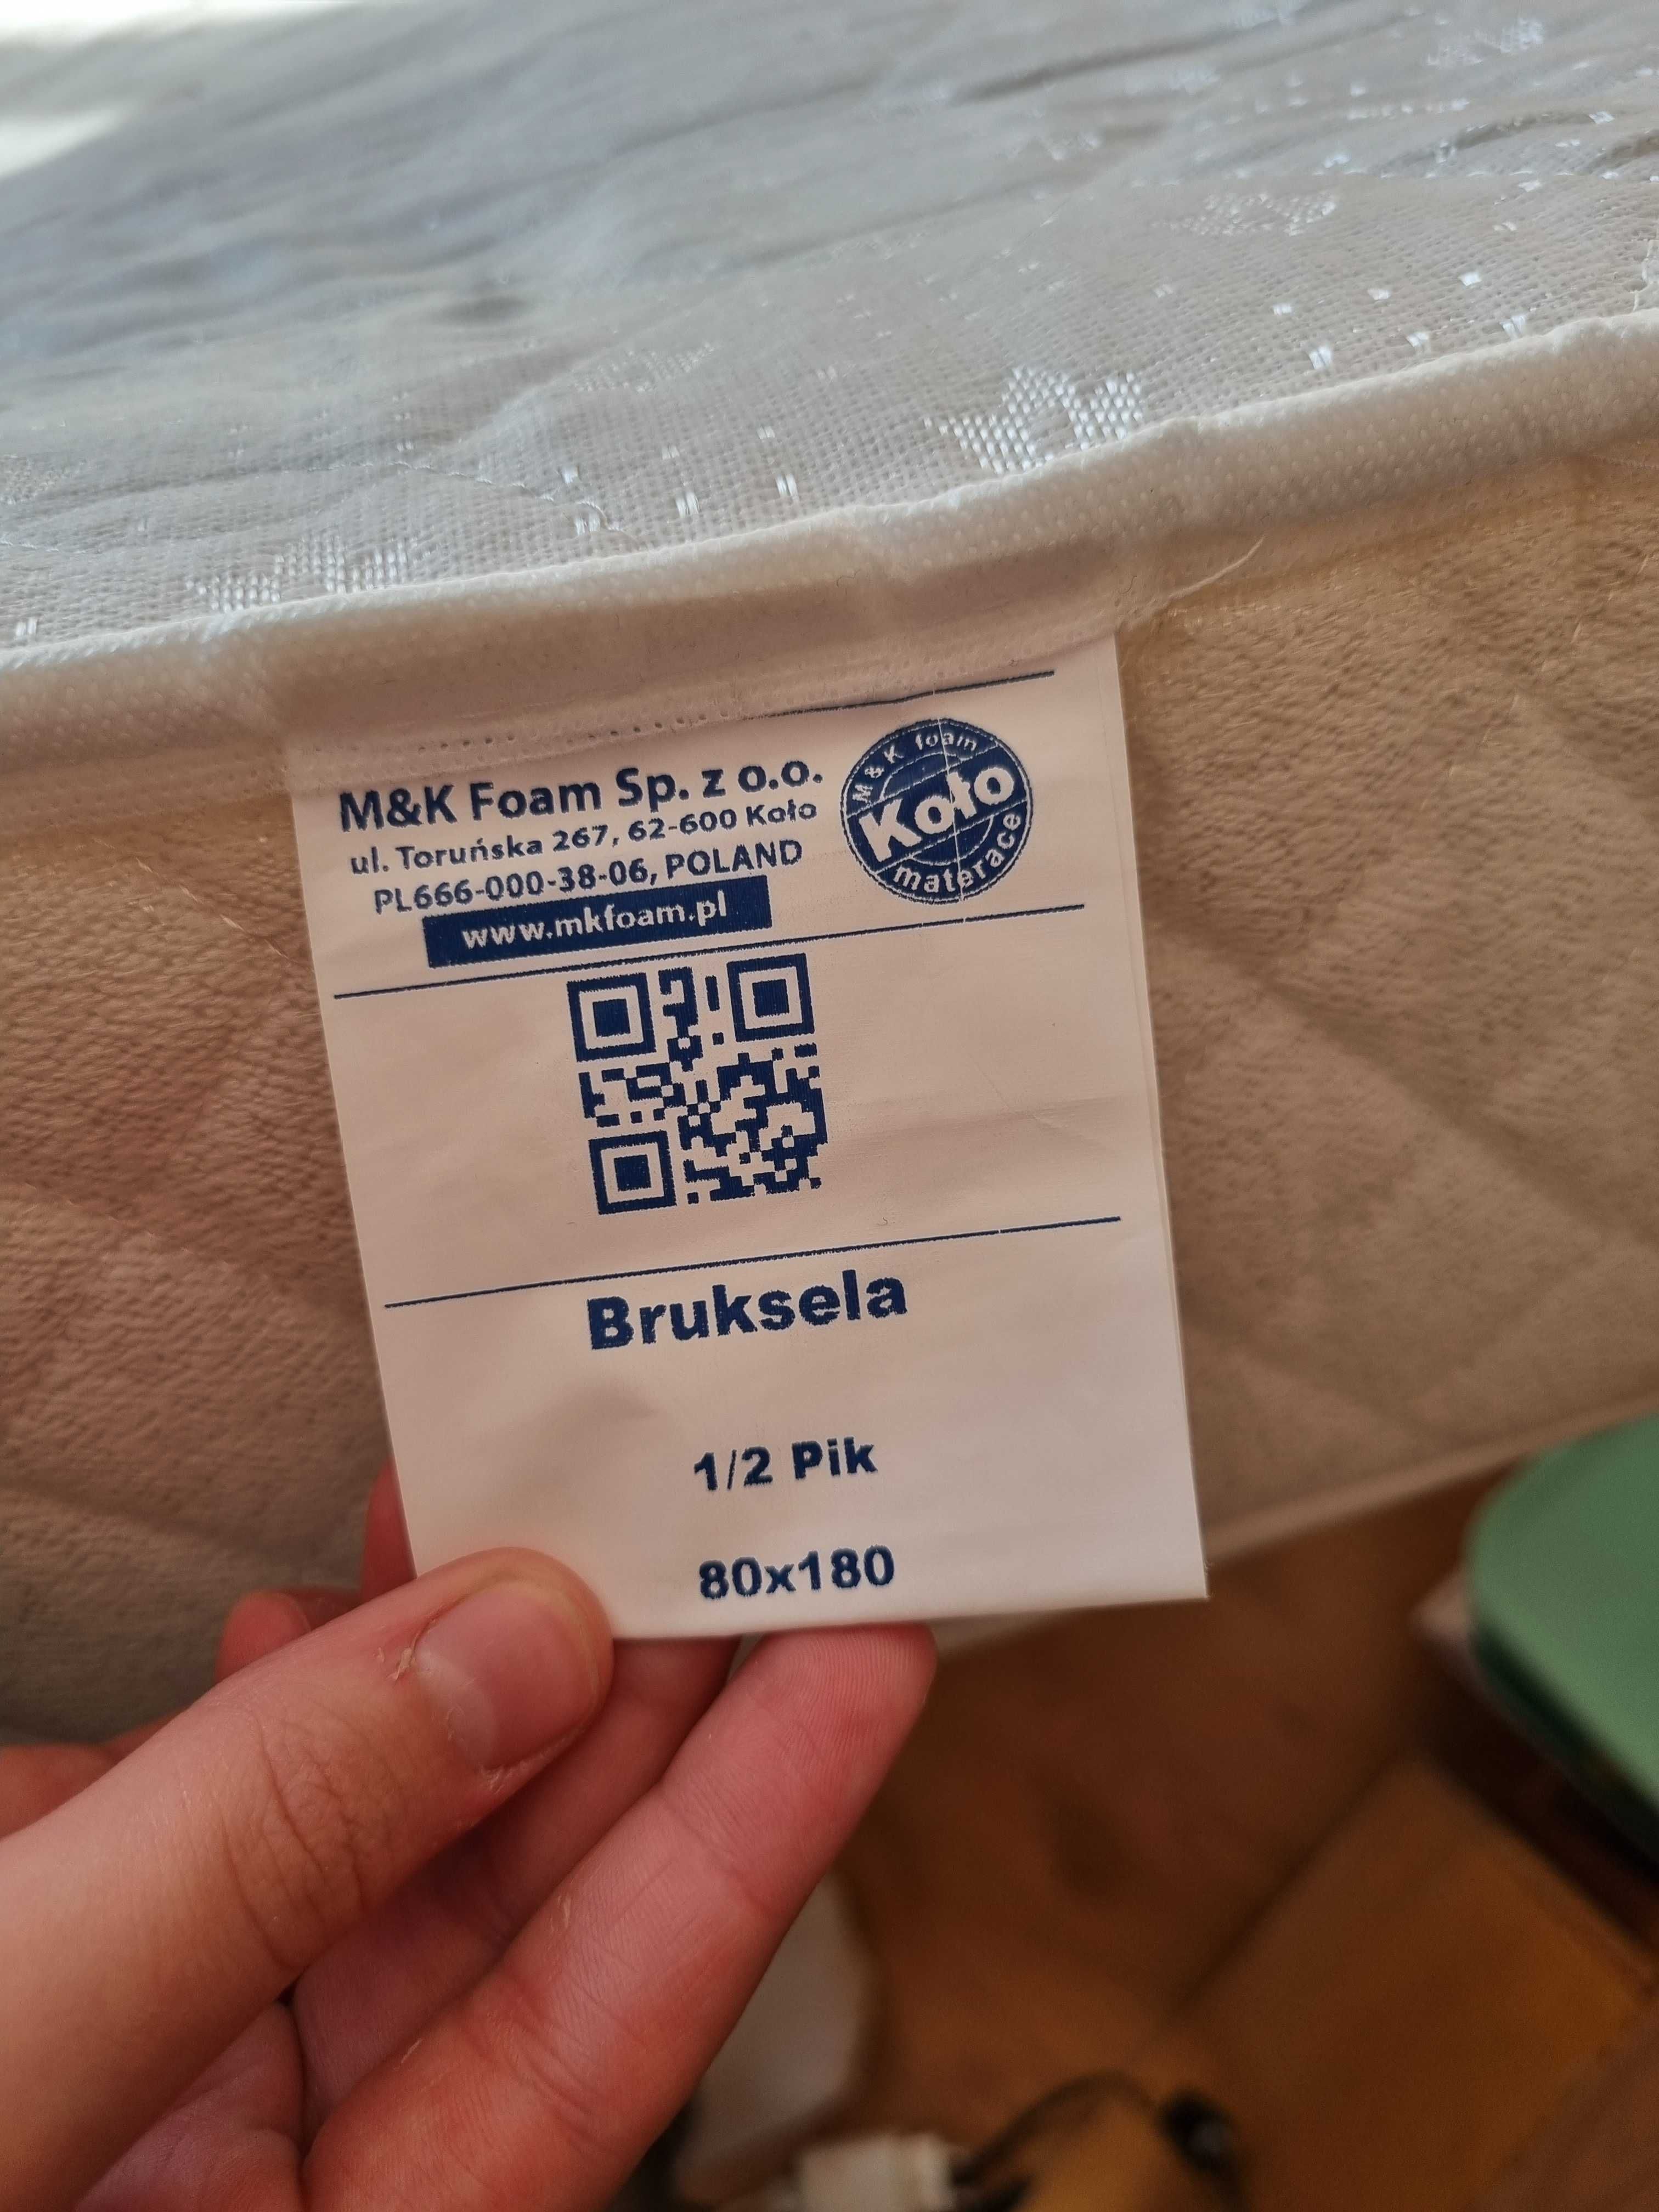 M&K Foam Sp. z o.o.
ul. Toruńska 267, 62-600 Koło
PL666-000-38-06, POLAND
www.mkfoam.pl
M&K foam
Koło
materace
Bruksela
1/2 Pik
80x180